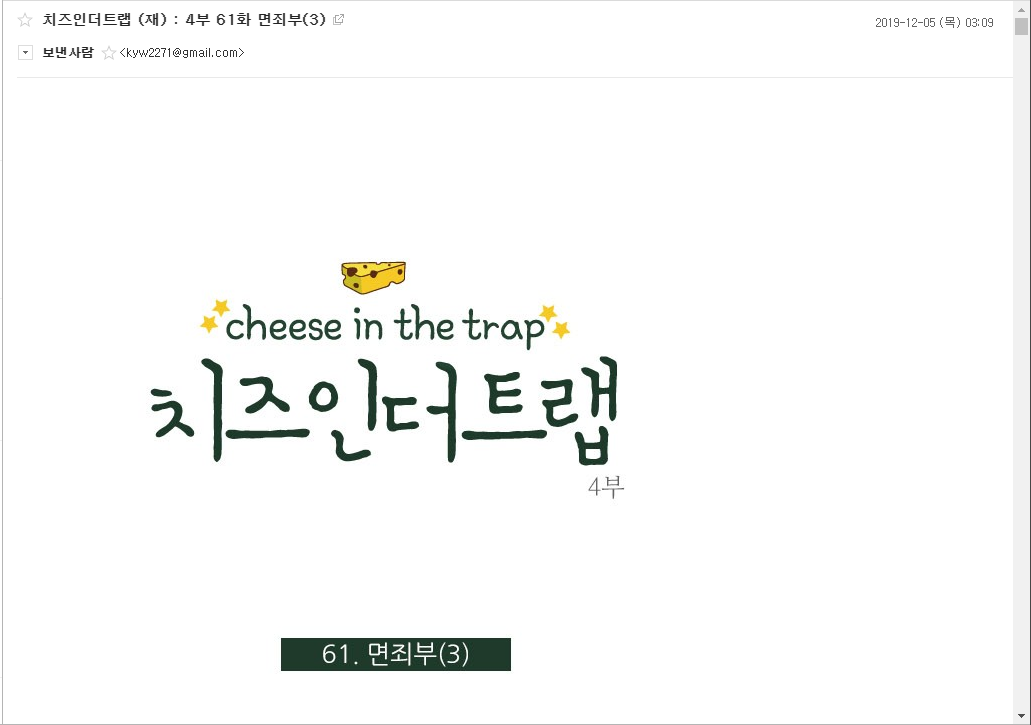 치즈인더트랩 (재) : 4부 61화 면죄부(3)
2019-12-05 (목) 03:09
보낸사람 <kyw2271@gmail.com>
cheese in the trap
치즈인더트랩
4부
61. 면죄부(3)